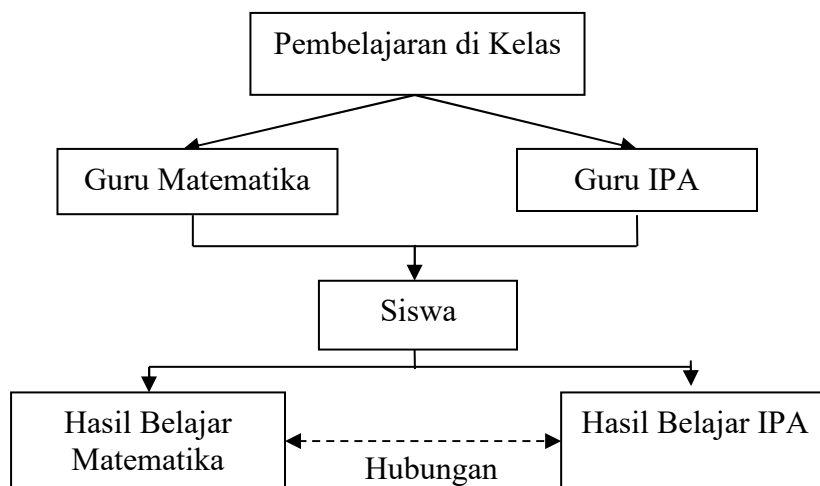 Pembelajaran di Kelas
Guru Matematika
Guru IPA
Siswa
Hasil Belajar
Matematika
Hasil Belajar IPA
Hubungan